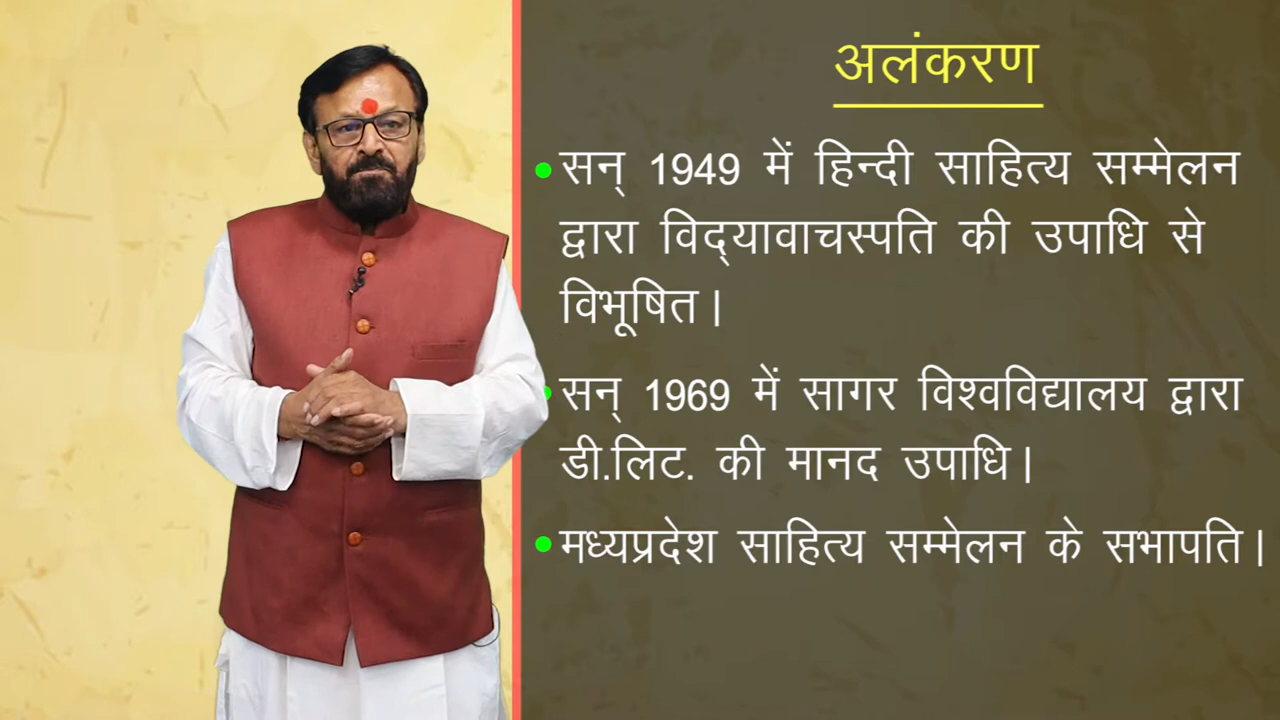 अलंकरण
सन् 1949 में हिन्दी साहित्य सम्मेलन
द्वारा विद्‌यावाचस्पति की उपाधि से
विभूषित।
सन् 1969 में सागर विश्वविद्यालय द्वारा
डी.लिट. की मानद उपाधि।
मध्यप्रदेश साहित्य सम्मेलन के सभापति।